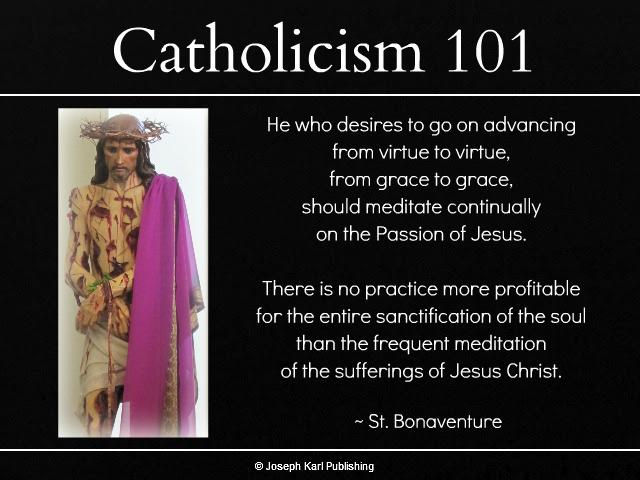 Catholicism 101
He who desires to go on advancing
from virtue to virtue,
from grace to grace,
should meditate continually
on the Passion of Jesus.
There is no practice more profitable
for the entire sanctification of the soul
than the frequent meditation
of the sufferings of Jesus Christ.
~ St. Bonaventure
© Joseph Karl Publishing